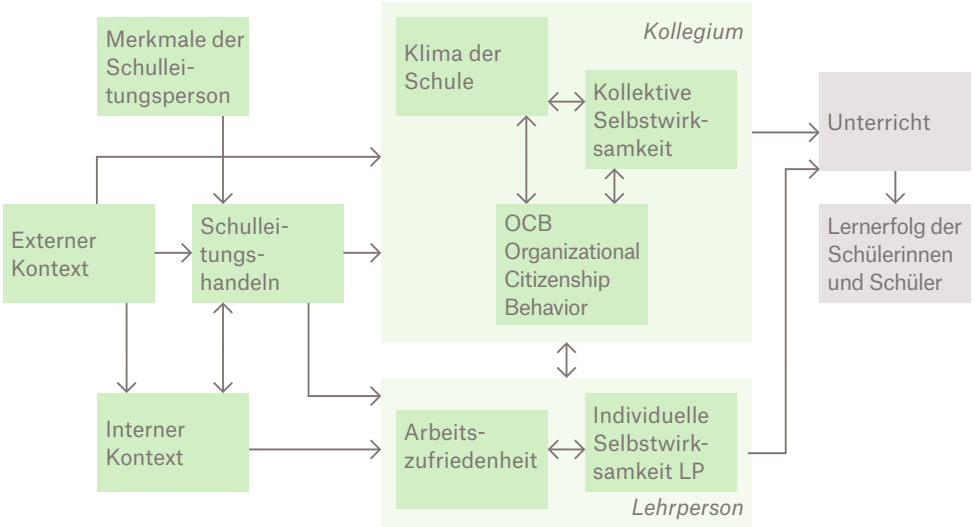 Merkmale der
Schullei-
tungsperson
Kollegium
Klima der
Schule
Kollektive
Selbstwirk-
samkeit
Unterricht
Externer
Kontext
Schullei-
tungs-
handeln
OCB
Organizational
Citizenship
Behavior
Lernerfolg der
Schülerinnen
und Schüler
Interner
Kontext
Arbeits-
zufriedenheit
Individuelle
Selbstwirk-
samkeit LP
Lehrperson